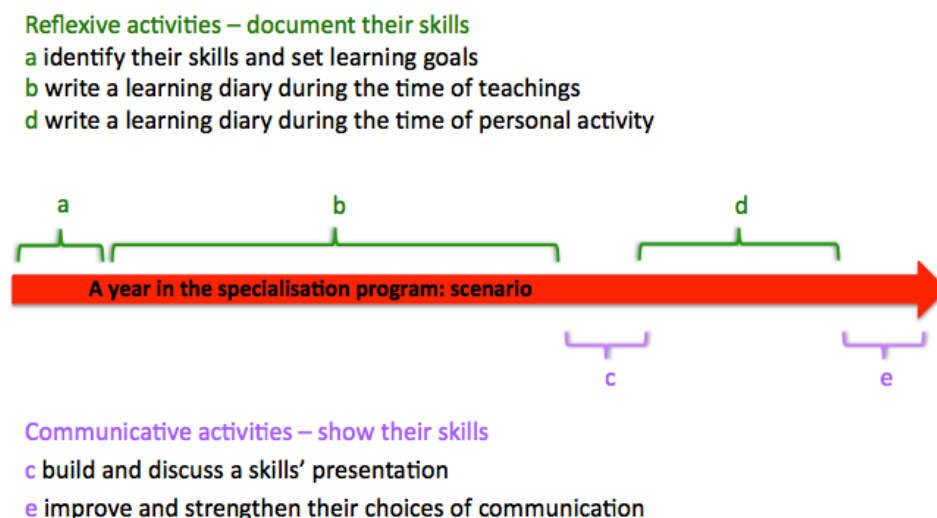 Reflexive activities – document their skills
a identify their skills and set learning goals
b write a learning diary during the time of teachings
d write a learning diary during the time of personal activity
a b d
A year in the specialisation program: scenario
c e
Communicative activities – show their skills
c build and discuss a skills’ presentation
e improve and strengthen their choices of communication